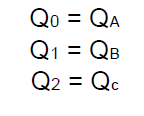 Q0 = QA
Q1 = QB
Q2 = Qc